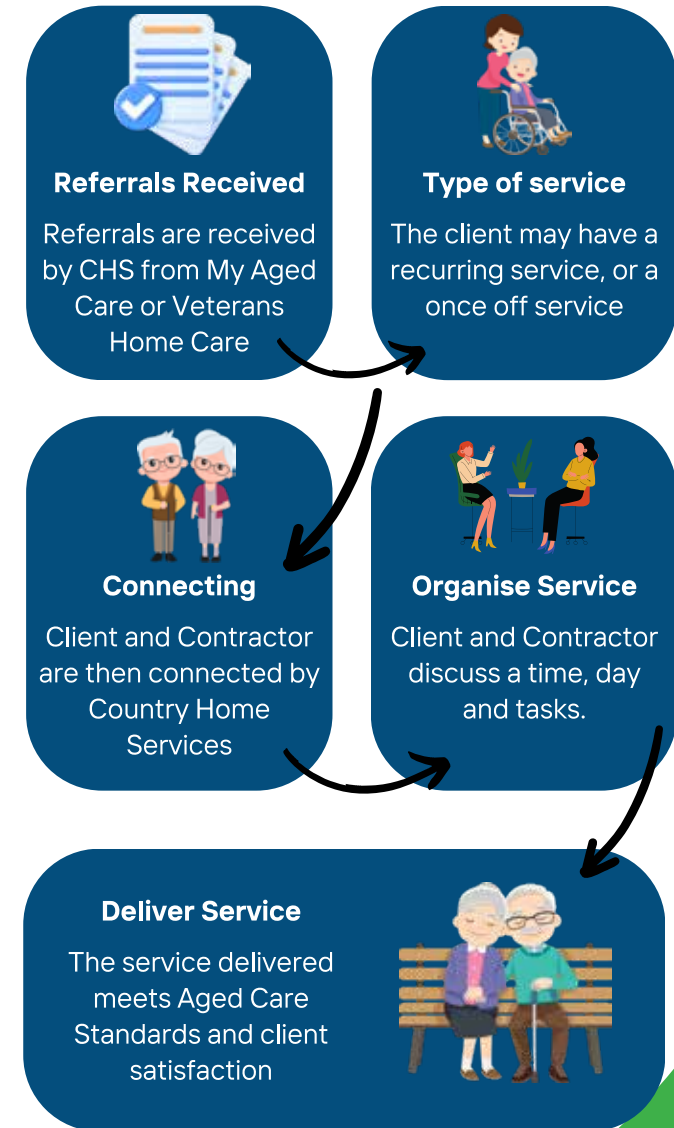 Referrals Received
Referrals are received
by CHS from My Aged
Care or Veterans
Home Care
Type of service
The client may have a
recurring service, or a
once off service
Connecting
Client and Contractor
are then connected by
Country Home
Services
Organise Service
Client and Contractor
discuss a time, day
and tasks.
Deliver Service
The service delivered
meets Aged Care
Standards and client
satisfaction